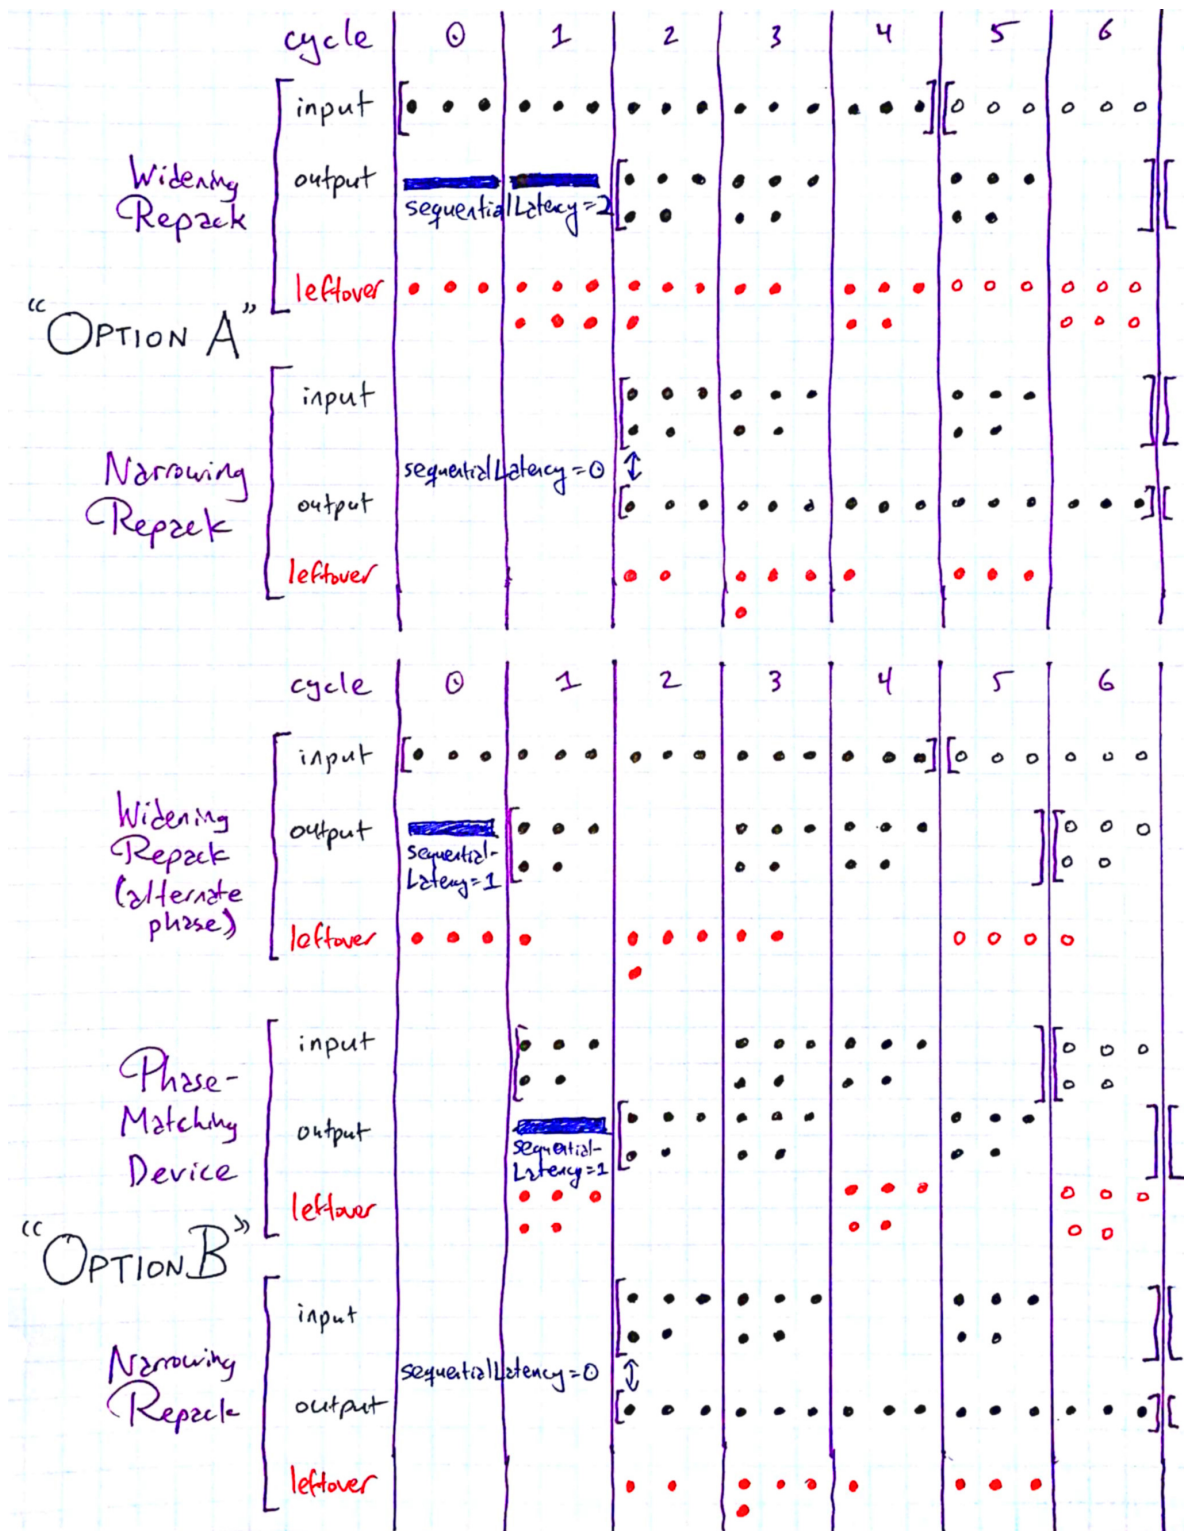 cycle 0 1 2 3 4 5 6
input
Widening
Repack
output
sequentialLatency=2
leftover
"OPTION A"
input
Narrowing
Repack
sequentialLatency=0
output
leftover
cycle 0 1 2 3 4 5 6
input
Widening
Repack
(alternate
phase)
output
sequential-
Latency=1
leftover
input
Phase-
Matching
Device
output
sequential-
Latency=1
leftover
"OPTION B"
input
Narrowing
Repack
sequentialLatency=0
output
leftover